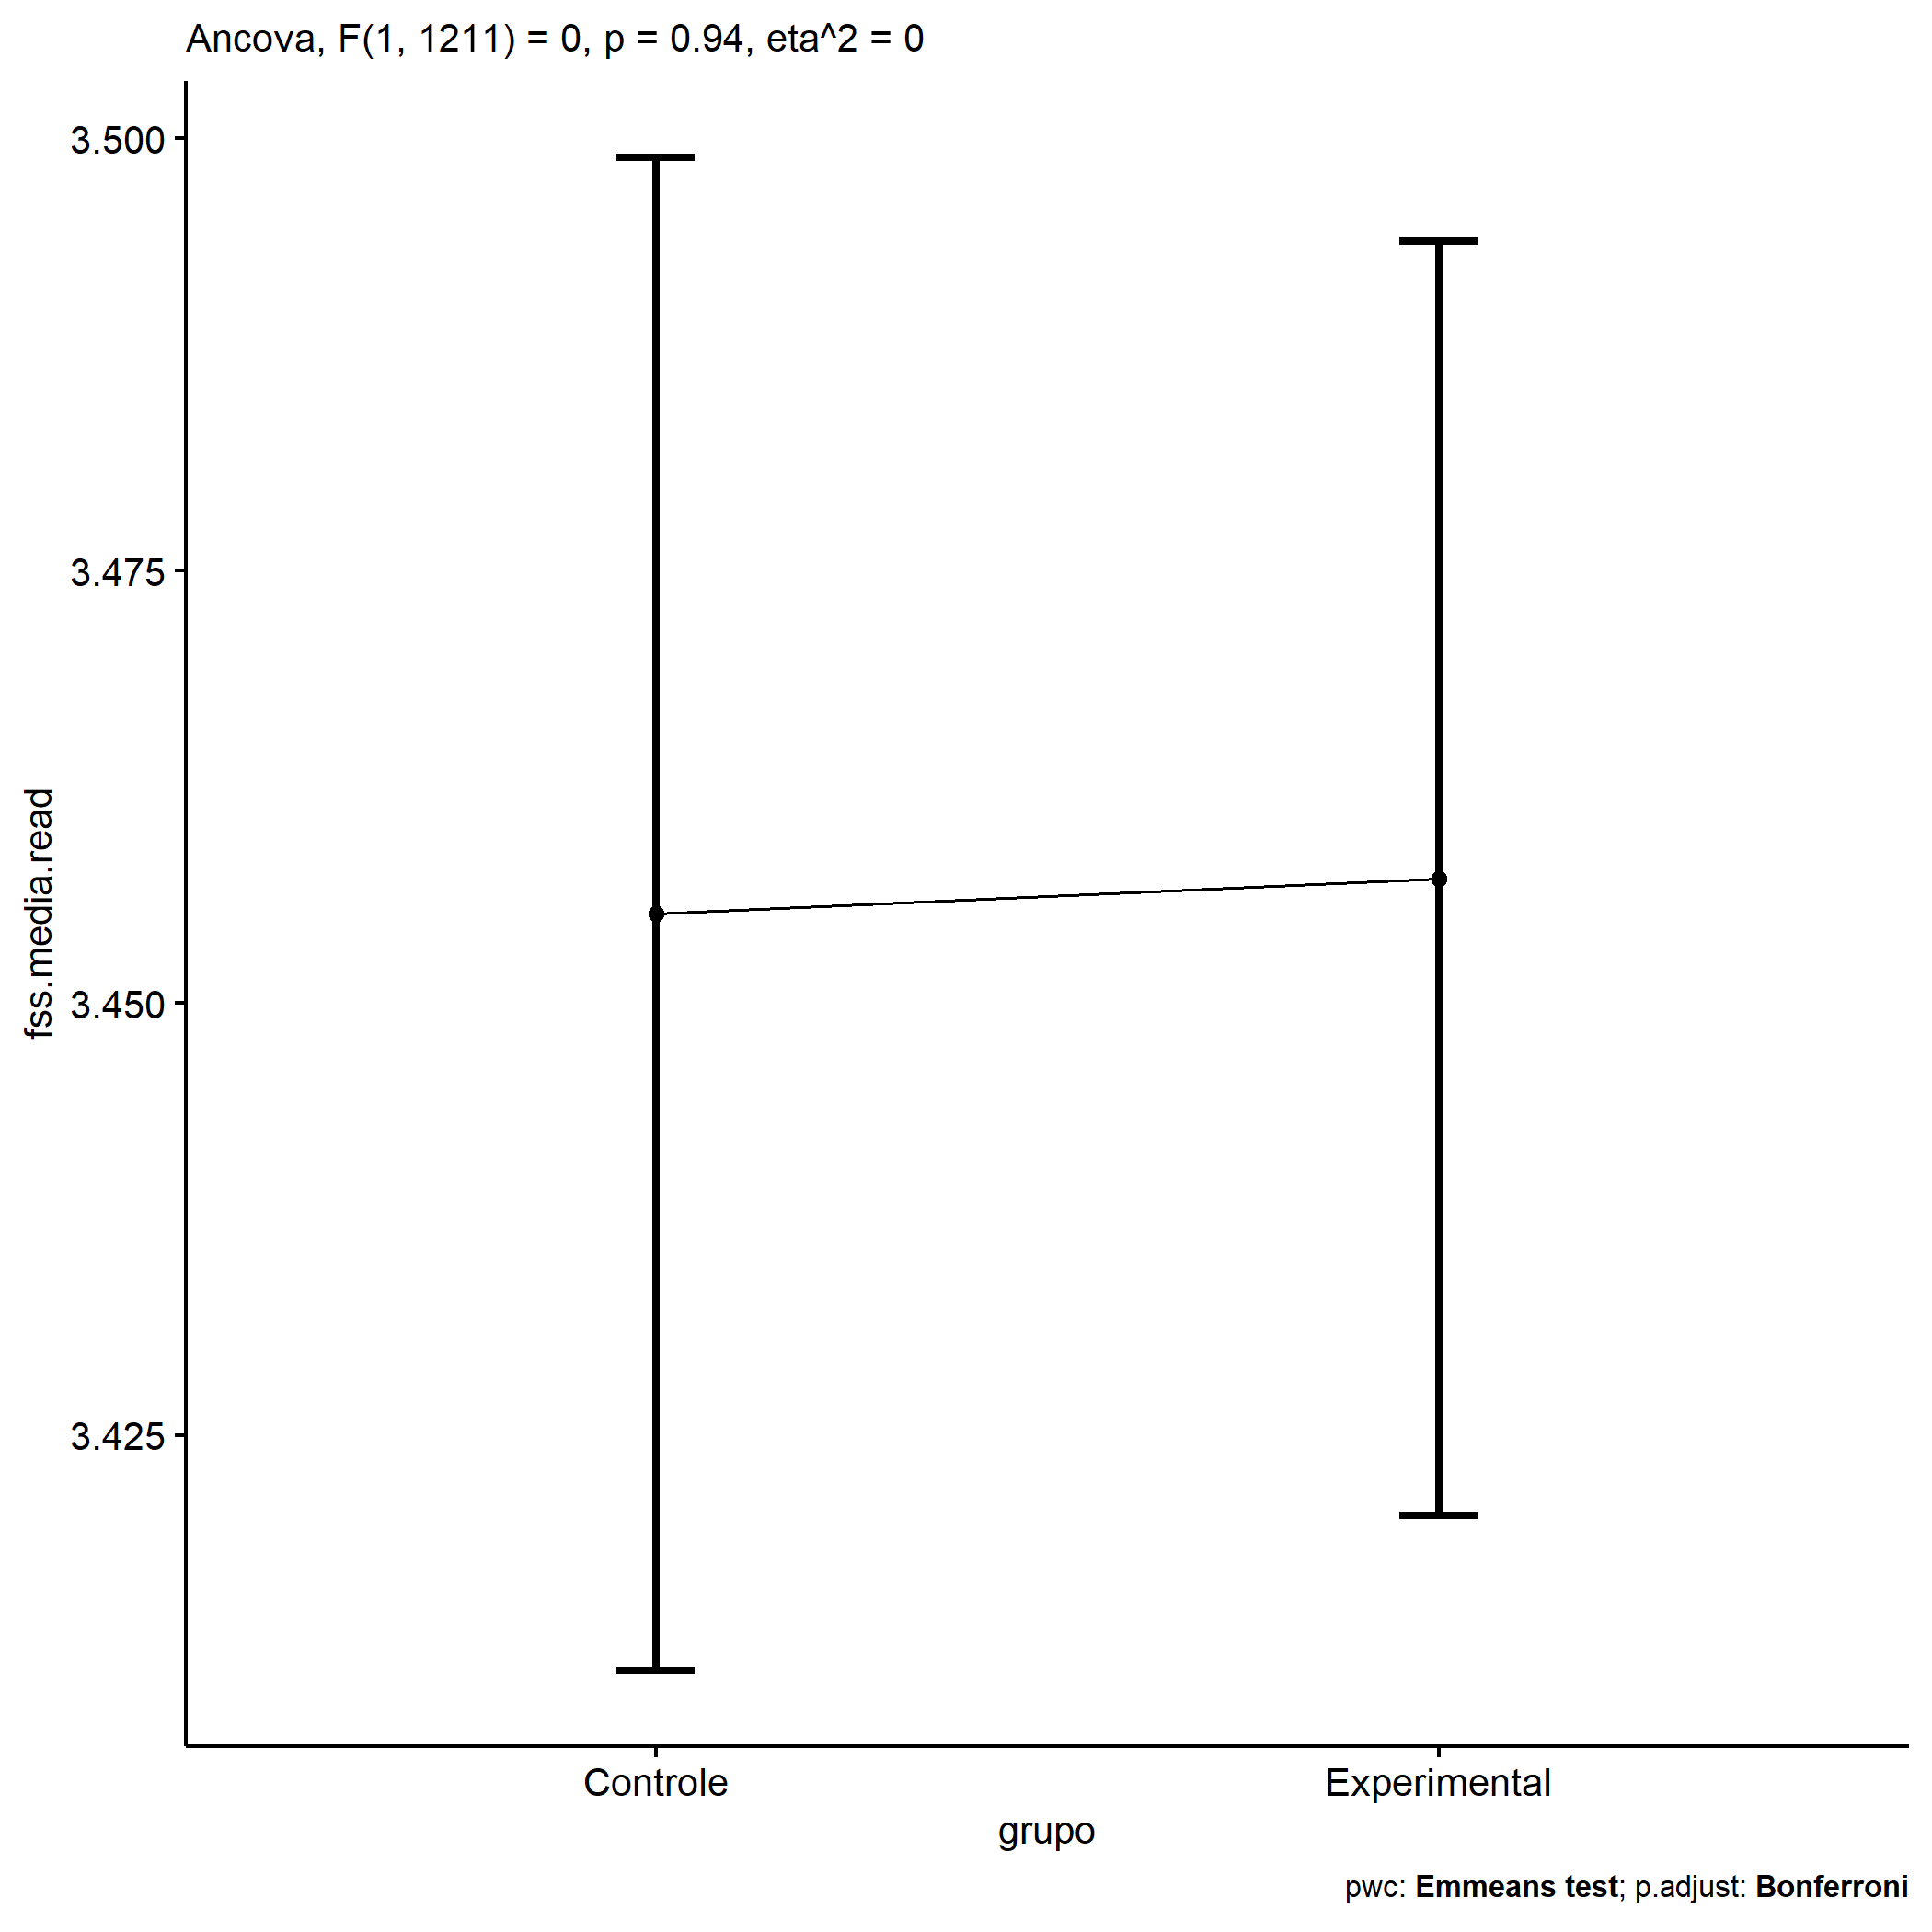 Ancova, F(1, 1211) = 0, p = 0.94, eta^2 = 0
3.500
3.475
3.450
3.425
fss.media.read
Controle
Experimental
grupo
pwc: Emmeans test; p.adjust: Bonferroni